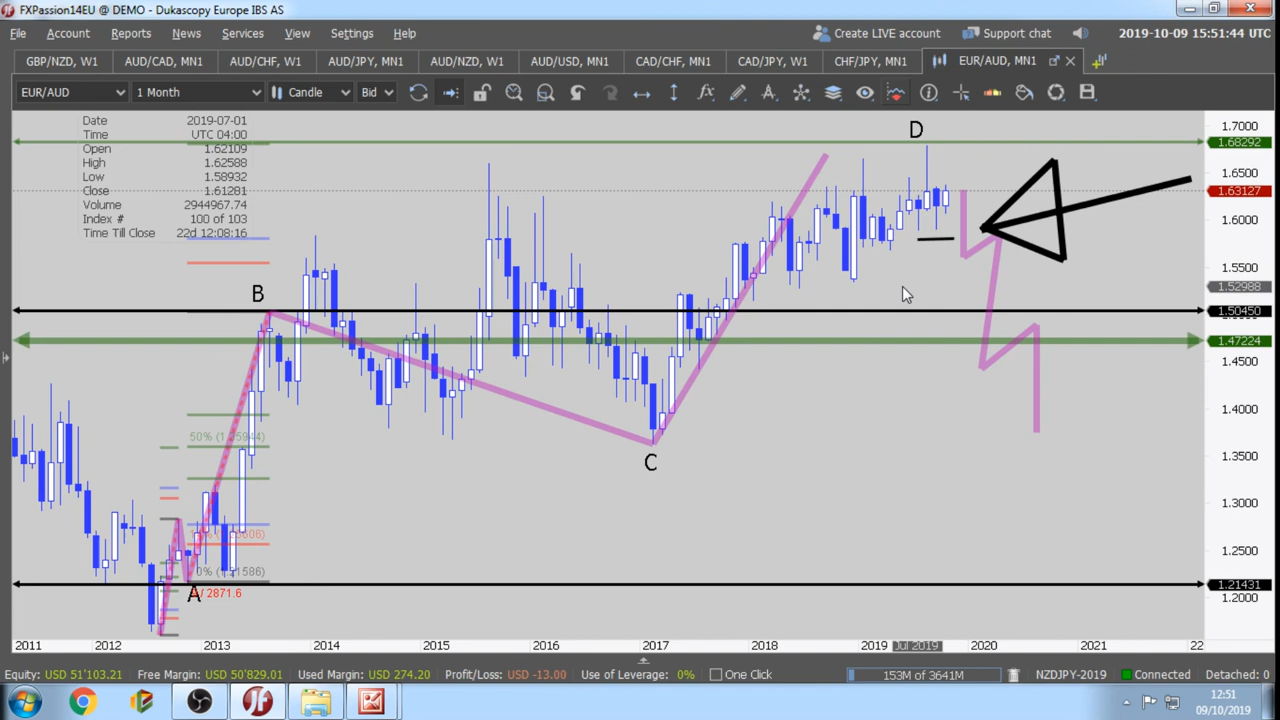 FXPassion14EU @ DEMO - Dukascopy Europe IBS AS
File Account Reports News Services View Settings Help
Create LIVE account Support chat 2019-10-09 15:51:44 UTC
GBP/NZD, W1 AUD/CAD, MN1 AUD/CHF, W1 AUD/JPY, MN1 AUD/NZD, W1 AUD/USD, MN1 CAD/CHF, MN1 CAD/JPY, W1 CHF/JPY, MN1 EUR/AUD, MN1
EUR/AUD 1 Month Candle Bid
Date 2019-07-01
Time UTC 04:00
Open 1.62109
High 1.62588
Low 1.58932
Close 1.61281
Volume 2944967.74
Index # 100 of 103
Time Till Close 22d 12:08:16
D
B
C
A
50%
0%
/ 2871.6
1.7000
1.68292
1.6500
1.63127
1.6000
1.5500
1.52988
1.50450
1.47224
1.4500
1.4000
1.3500
1.3000
1.2500
1.21431
1.2000
2011 2012 2013 2014 2015 2016 2017 2018 2019 Jul 2019 2020 2021 22
Equity: USD 51'103.21 Free Margin: USD 50'829.01 Used Margin: USD 274.20 Profit/Loss: USD -13.00 Use of Leverage: 0% One Click 153M of 3641M NZDJPY-2019 Connected Detached: 0
12:51
09/10/2019